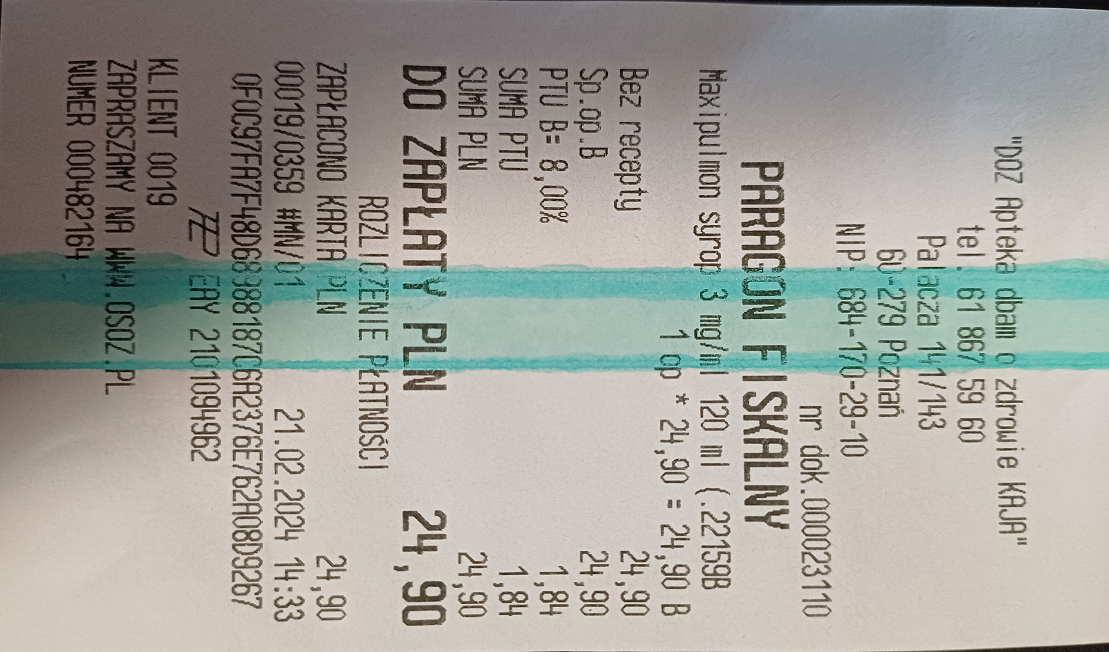 "DOZ Apteka dbam o zdrowie KAJA"
tel. 61 867 59 60
Palacza 141/143
60-279 Poznań
NIP: 684-170-29-10
nr dok.000023110
PARAGON FISKALNY
Maxipulmon syrop 3 mg/ml 120 ml (.22159B
1 op * 24,90 = 24,90 B
Bez recepty 24,90
Sp.op.B 24,90
PTU B= 8,00% 1,84
SUMA PTU 1,84
SUMA PLN 24,90
DO ZAPŁATY PLN 24,90
ROZLICZENIE PŁATNOŚCI
ZAPŁACONO KARTA PLN 24,90
00019/0359 #MN/01 21.02.2024 14:33
0F0C97FA7F48D689881870CA2376E762A08D9267
EAY 2101094962
KLIENT 0019
ZAPRASZAMY NA WWW.OSOZ.PL
NUMER 000482164